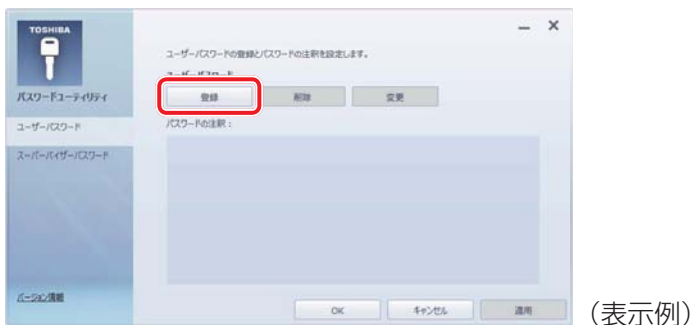 TOSHIBA
パスワードユーティリティ
ユーザーパスワード
スーパーバイザーパスワード
バージョン情報
ユーザーパスワードの登録とパスワードの注釈を設定します。
ユーザーパスワード
登録 削除 変更
パスワードの注釈：
OK キャンセル 適用
（表示例）